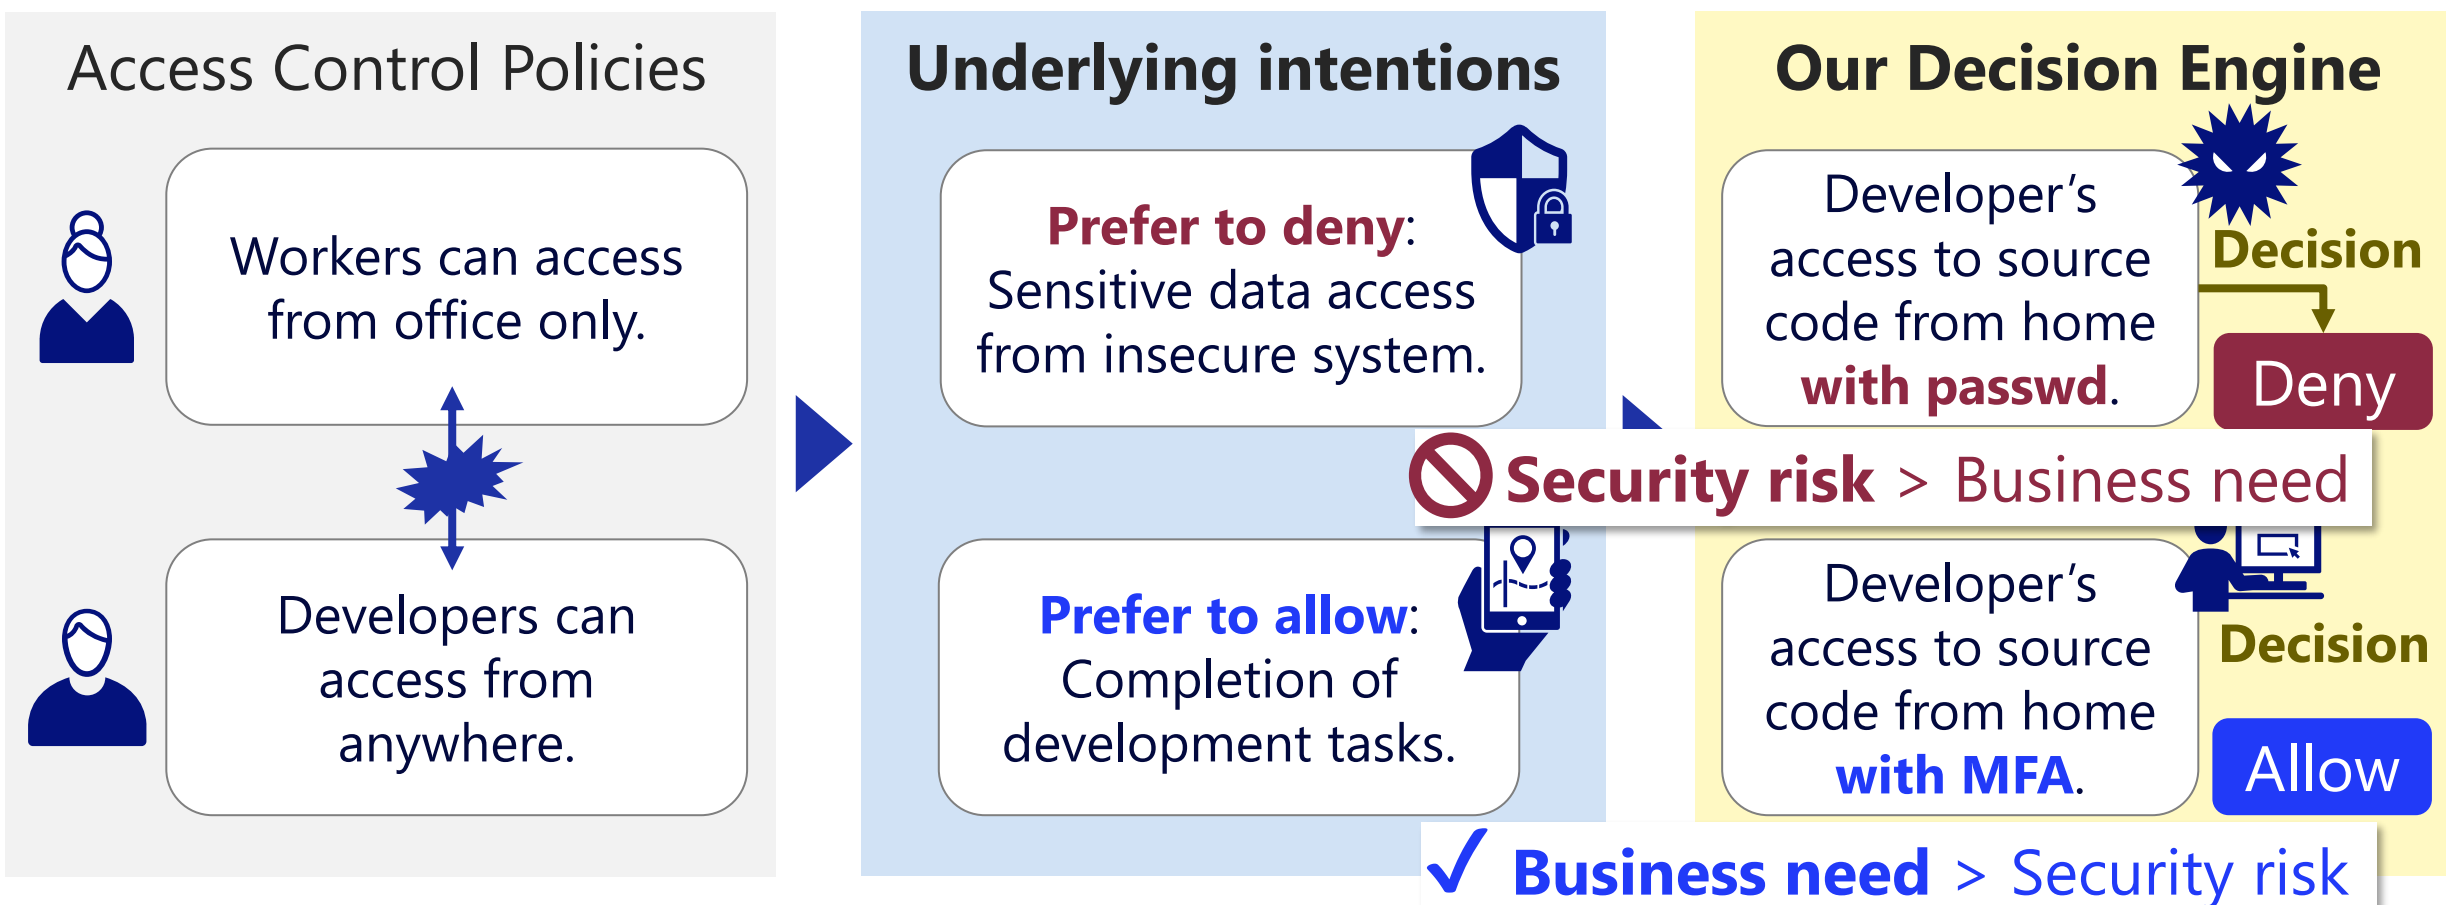 Access Control Policies
Workers can access
from office only.
Developers can
access from
anywhere.
Underlying intentions
Prefer to deny:
Sensitive data access
from insecure system.
Prefer to allow:
Completion of
development tasks.
Our Decision Engine
Developer’s
access to source
code from home
with passwd.
Decision
Deny
Security risk > Business need
Developer’s
access to source
code from home
with MFA.
Decision
Allow
Business need > Security risk